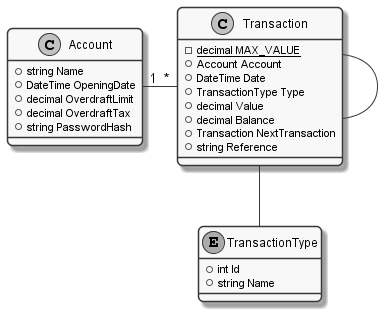 C Account
string Name
DateTime OpeningDate
decimal OverdraftLimit
decimal OverdraftTax
string PasswordHash
1 *
C Transaction
decimal MAX_VALUE
Account Account
DateTime Date
TransactionType Type
decimal Value
decimal Balance
Transaction NextTransaction
string Reference
E TransactionType
int Id
string Name